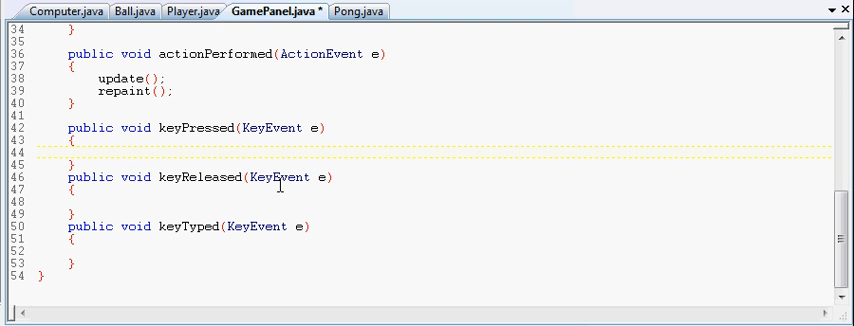 Computer.java Ball.java Player.java GamePanel.java * Pong.java
34 }
35
36 public void actionPerformed(ActionEvent e)
37 {
38 update();
39 repaint();
40 }
41
42 public void keyPressed(KeyEvent e)
43 {
44
45 }
46 public void keyReleased(KeyEvent e)
47 {
48
49 }
50 public void keyTyped(KeyEvent e)
51 {
52
53 }
54 }